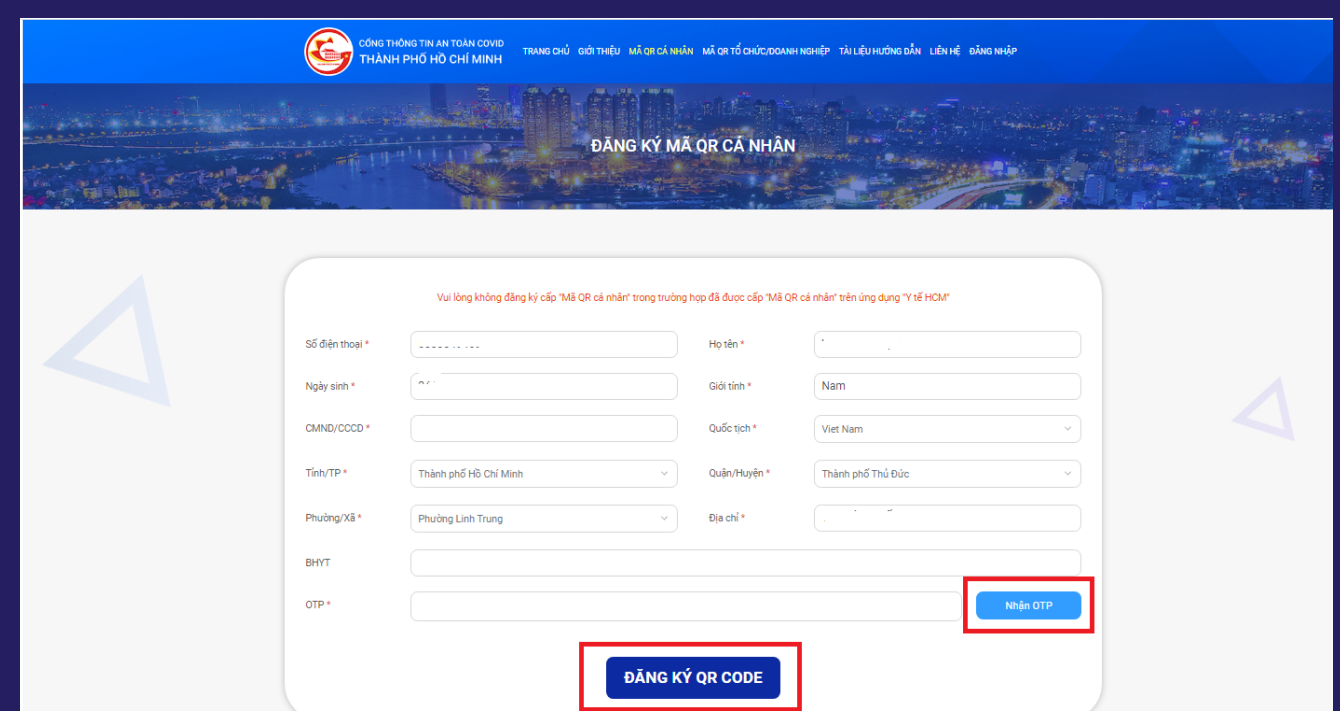 CỔNG THÔNG TIN AN TOÀN COVID
THÀNH PHỐ HỒ CHÍ MINH
TRANG CHỦ GIỚI THIỆU MÃ QR CÁ NHÂN MÃ QR TỔ CHỨC/DOANH NGHIỆP TÀI LIỆU HƯỚNG DẪN LIÊN HỆ ĐĂNG NHẬP
ĐĂNG KÝ MÃ QR CÁ NHÂN
Vui lòng không đăng ký cấp "Mã QR cá nhân" trong trường hợp đã được cấp "Mã QR cá nhân" trên ứng dụng "Y tế HCM"
Số điện thoại *
Họ tên *
Ngày sinh *
Giới tính * Nam
CMND/CCCD *
Quốc tịch * Viet Nam
Tỉnh/TP * Thành phố Hồ Chí Minh
Quận/Huyện * Thành phố Thủ Đức
Phường/Xã * Phường Linh Trung
Địa chỉ *
BHYT
OTP * Nhận OTP
ĐĂNG KÝ QR CODE